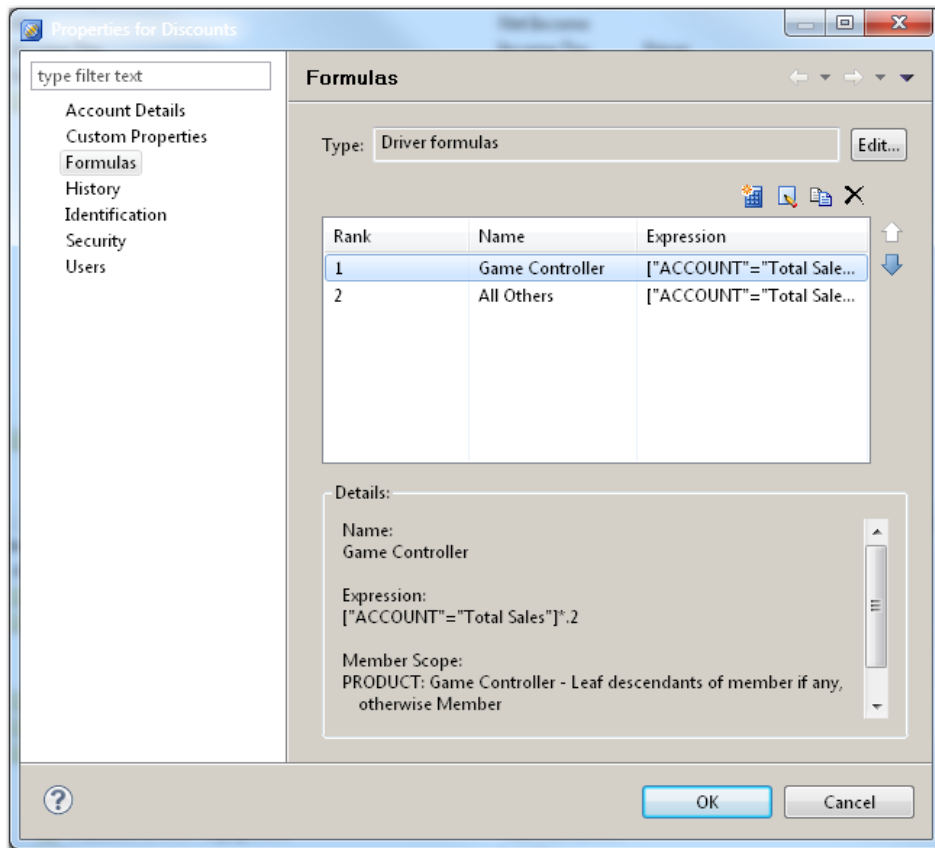 Properties for Discounts
type filter text
Account Details
Custom Properties
Formulas
History
Identification
Security
Users
Formulas
Type: Driver formulas Edit...
Rank Name Expression
1 Game Controller ["ACCOUNT"="Total Sale...
2 All Others ["ACCOUNT"="Total Sale...
Details:
Name:
Game Controller
Expression:
["ACCOUNT"="Total Sales"]*.2
Member Scope:
PRODUCT: Game Controller - Leaf descendants of member if any,
otherwise Member
OK Cancel